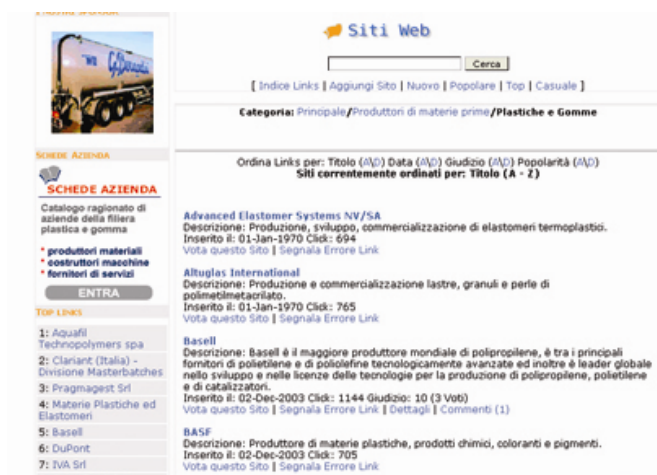 I NOSTRI SPONSOR
SCHEDE AZIENDA
SCHEDE AZIENDA
Catalogo ragionato di
aziende della filiera
plastica e gomma
* produttori materiali
* costruttori macchine
* fornitori di servizi
ENTRA
TOP LINKS
1: Aquafil
Technopolymers spa
2: Clariant (Italia) -
Divisione Masterbatches
3: Pragmagest Srl
4: Materie Plastiche ed
Elastomeri
5: Basell
6: DuPont
7: IVA Srl
Siti Web
Cerca
[ Indice Links | Aggiungi Sito | Nuovo | Popolare | Top | Casuale ]
Categoria: Principale/Produttori di materie prime/Plastiche e Gomme
Ordina Links per: Titolo (A\D) Data (A\D) Giudizio (A\D) Popolarità (A\D)
Siti correntemente ordinati per: Titolo (A - Z)
Advanced Elastomer Systems NV/SA
Descrizione: Produzione, sviluppo, commercializzazione di elastomeri termoplastici.
Inserito il: 01-Jan-1970 Click: 694
Vota questo Sito | Segnala Errore Link
Altuglas International
Descrizione: Produzione e commercializzazione lastre, granuli e perle di
polimetilmetacrilato.
Inserito il: 01-Jan-1970 Click: 765
Vota questo Sito | Segnala Errore Link
Basell
Descrizione: Basell è il maggiore produttore mondiale di polipropilene, è tra i principali
fornitori di polietilene e di poliolefine tecnologicamente avanzate ed inoltre è leader globale
nello sviluppo e nelle licenze delle tecnologie per la produzione di polipropilene, polietilene
e di catalizzatori.
Inserito il: 02-Dec-2003 Click: 1144 Giudizio: 10 (3 Voti)
Vota questo Sito | Segnala Errore Link | Dettagli | Commenti (1)
BASF
Descrizione: Produttore di materie plastiche, prodotti chimici, coloranti e pigmenti.
Inserito il: 02-Dec-2003 Click: 705
Vota questo Sito | Segnala Errore Link